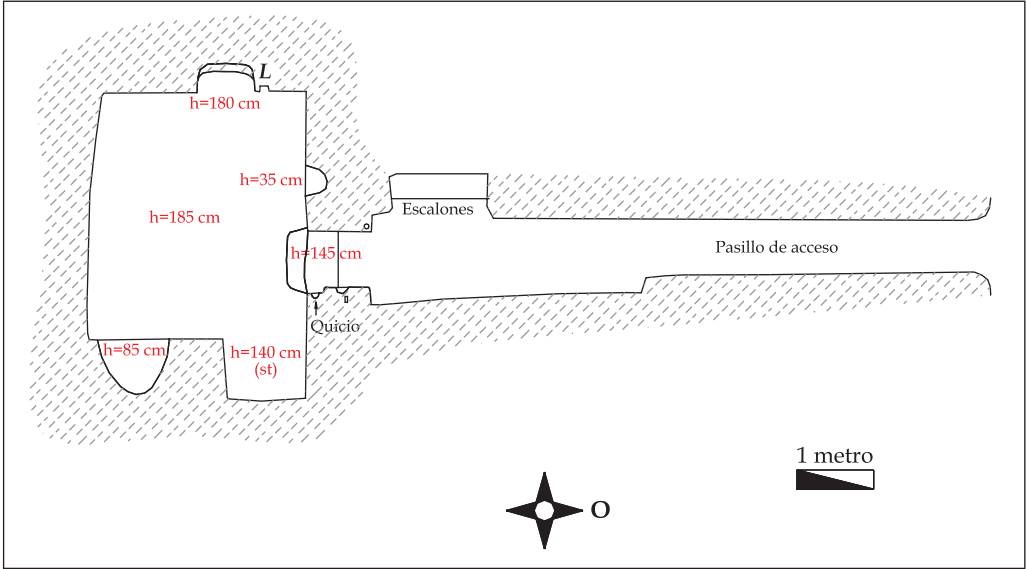 L
h=180 cm
h=35 cm
Escalones
h=185 cm
Pasillo de acceso
h=145 cm
Quicio
h=85 cm
h=140 cm
(st)
1 metro
O